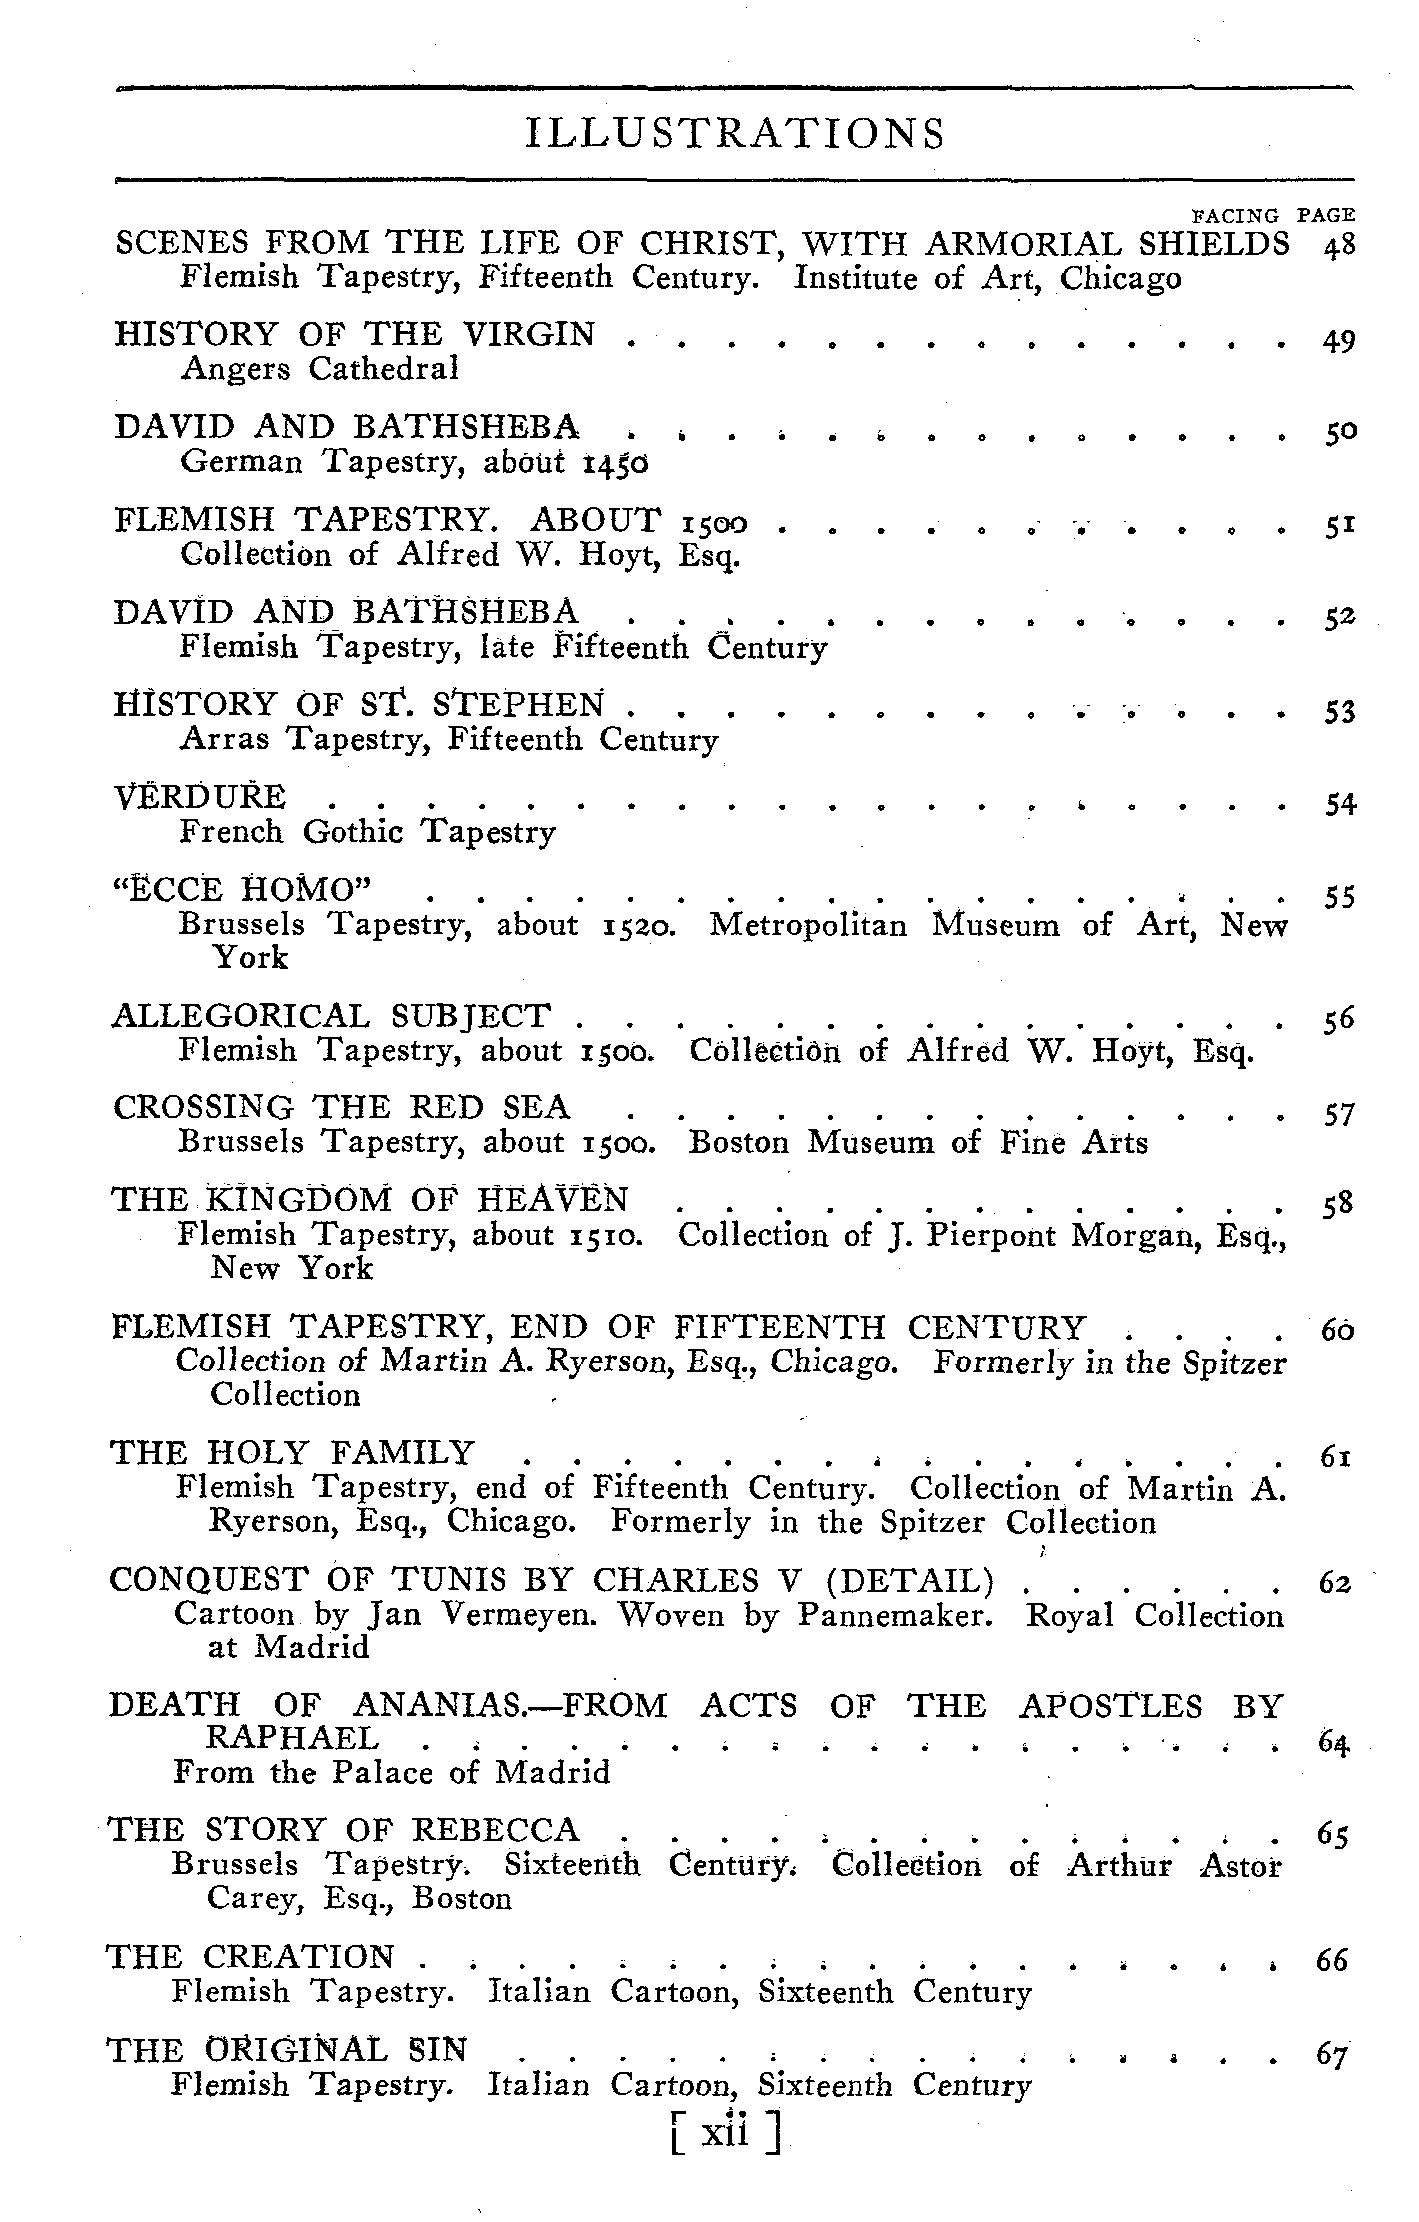 ILLUSTRATIONS
FACING PAGE
SCENES FROM THE LIFE OF CHRIST, WITH ARMORIAL SHIELDS 48
Flemish Tapestry, Fifteenth Century. Institute of Art, Chicago
HISTORY OF THE VIRGIN . . . . . . . . . . . . . . 49
Angers Cathedral
DAVID AND BATHSHEBA . . . . . . . . . . . . . . 50
German Tapestry, about 1450
FLEMISH TAPESTRY. ABOUT 1500 . . . . . . . . . . . 51
Collection of Alfred W. Hoyt, Esq.
DAVID AND BATHSHEBA . . . . . . . . . . . . . . 52
Flemish Tapestry, late Fifteenth Century
HISTORY OF ST. STEPHEN . . . . . . . . . . . . . . 53
Arras Tapestry, Fifteenth Century
VERDURE . . . . . . . . . . . . . . . . . . . . 54
French Gothic Tapestry
“ECCE HOMO” . . . . . . . . . . . . . . . . . . 55
Brussels Tapestry, about 1520. Metropolitan Museum of Art, New
York
ALLEGORICAL SUBJECT . . . . . . . . . . . . . . . 56
Flemish Tapestry, about 1500. Collection of Alfred W. Hoyt, Esq.
CROSSING THE RED SEA . . . . . . . . . . . . . . 57
Brussels Tapestry, about 1500. Boston Museum of Fine Arts
THE KINGDOM OF HEAVEN . . . . . . . . . . . . . 58
Flemish Tapestry, about 1510. Collection of J. Pierpont Morgan, Esq.,
New York
FLEMISH TAPESTRY, END OF FIFTEENTH CENTURY . . . . 60
Collection of Martin A. Ryerson, Esq., Chicago. Formerly in the Spitzer
Collection
THE HOLY FAMILY . . . . . . . . . . . . . . . . 61
Flemish Tapestry, end of Fifteenth Century. Collection of Martin A.
Ryerson, Esq., Chicago. Formerly in the Spitzer Collection
CONQUEST OF TUNIS BY CHARLES V (DETAIL) . . . . . . 62
Cartoon by Jan Vermeyen. Woven by Pannemaker. Royal Collection
at Madrid
DEATH OF ANANIAS.—FROM ACTS OF THE APOSTLES BY
RAPHAEL . . . . . . . . . . . . . . . . . . 64
From the Palace of Madrid
THE STORY OF REBECCA . . . . . . . . . . . . . . 65
Brussels Tapestry. Sixteenth Century. Collection of Arthur Astor
Carey, Esq., Boston
THE CREATION . . . . . . . . . . . . . . . . . . 66
Flemish Tapestry. Italian Cartoon, Sixteenth Century
THE ORIGINAL SIN . . . . . . . . . . . . . . . . 67
Flemish Tapestry. Italian Cartoon, Sixteenth Century
[ xii ]